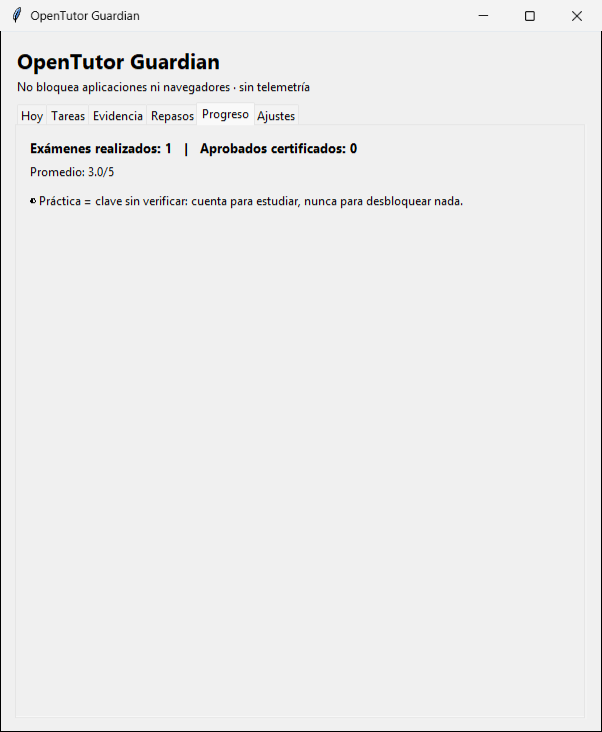 OpenTutor Guardian
OpenTutor Guardian
No bloquea aplicaciones ni navegadores · sin telemetría
Hoy Tareas Evidencia Repasos Progreso Ajustes
Exámenes realizados: 1 | Aprobados certificados: 0
Promedio: 3.0/5
Práctica = clave sin verificar: cuenta para estudiar, nunca para desbloquear nada.